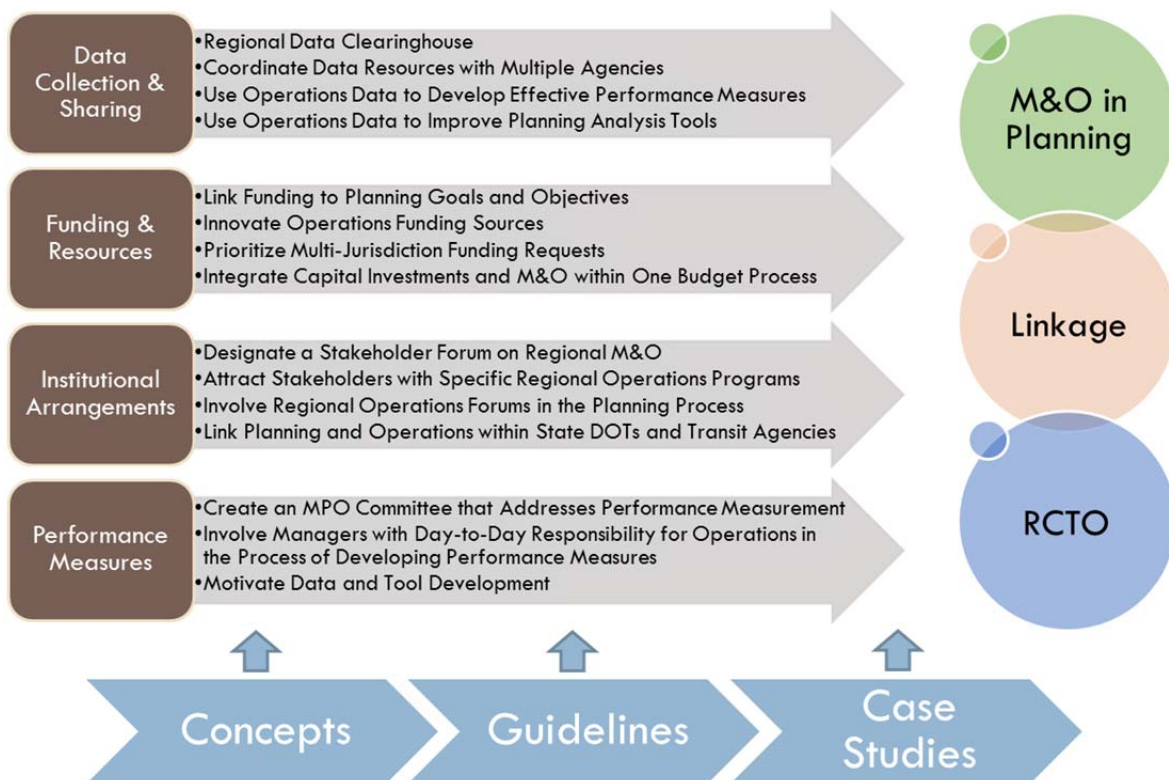 Data
Collection &
Sharing
•Regional Data Clearinghouse
•Coordinate Data Resources with Multiple Agencies
•Use Operations Data to Develop Effective Performance Measures
•Use Operations Data to Improve Planning Analysis Tools
Funding &
Resources
•Link Funding to Planning Goals and Objectives
•Innovate Operations Funding Sources
•Prioritize Multi-Jurisdiction Funding Requests
•Integrate Capital Investments and M&O within One Budget Process
Institutional
Arrangements
•Designate a Stakeholder Forum on Regional M&O
•Attract Stakeholders with Specific Regional Operations Programs
•Involve Regional Operations Forums in the Planning Process
•Link Planning and Operations within State DOTs and Transit Agencies
Performance
Measures
•Create an MPO Committee that Addresses Performance Measurement
•Involve Managers with Day-to-Day Responsibility for Operations in
the Process of Developing Performance Measures
•Motivate Data and Tool Development
M&O in
Planning
Linkage
RCTO
Concepts
Guidelines
Case
Studies